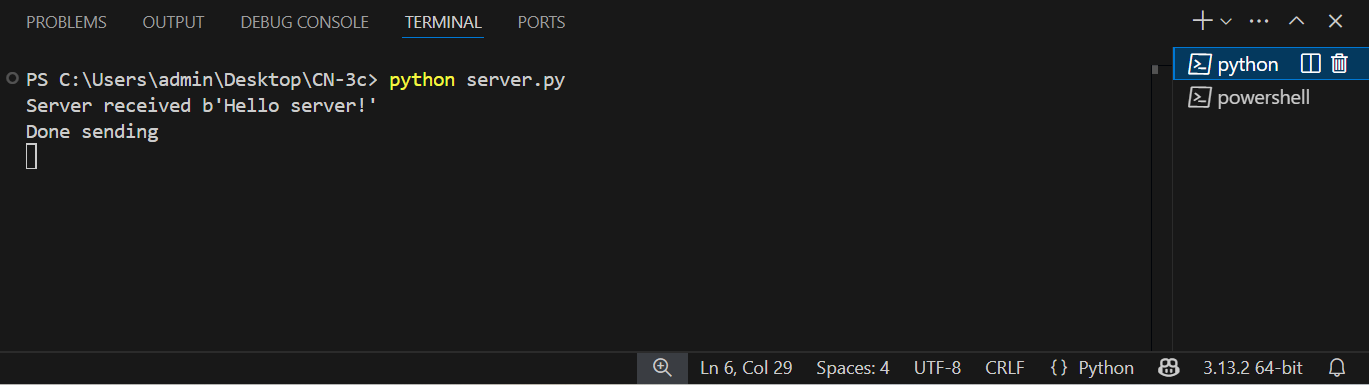 PROBLEMS OUTPUT DEBUG CONSOLE TERMINAL PORTS
PS C:\Users\admin\Desktop\CN-3c> python server.py
Server received b'Hello server!'
Done sending
python
powershell
Ln 6, Col 29 Spaces: 4 UTF-8 CRLF {} Python 3.13.2 64-bit